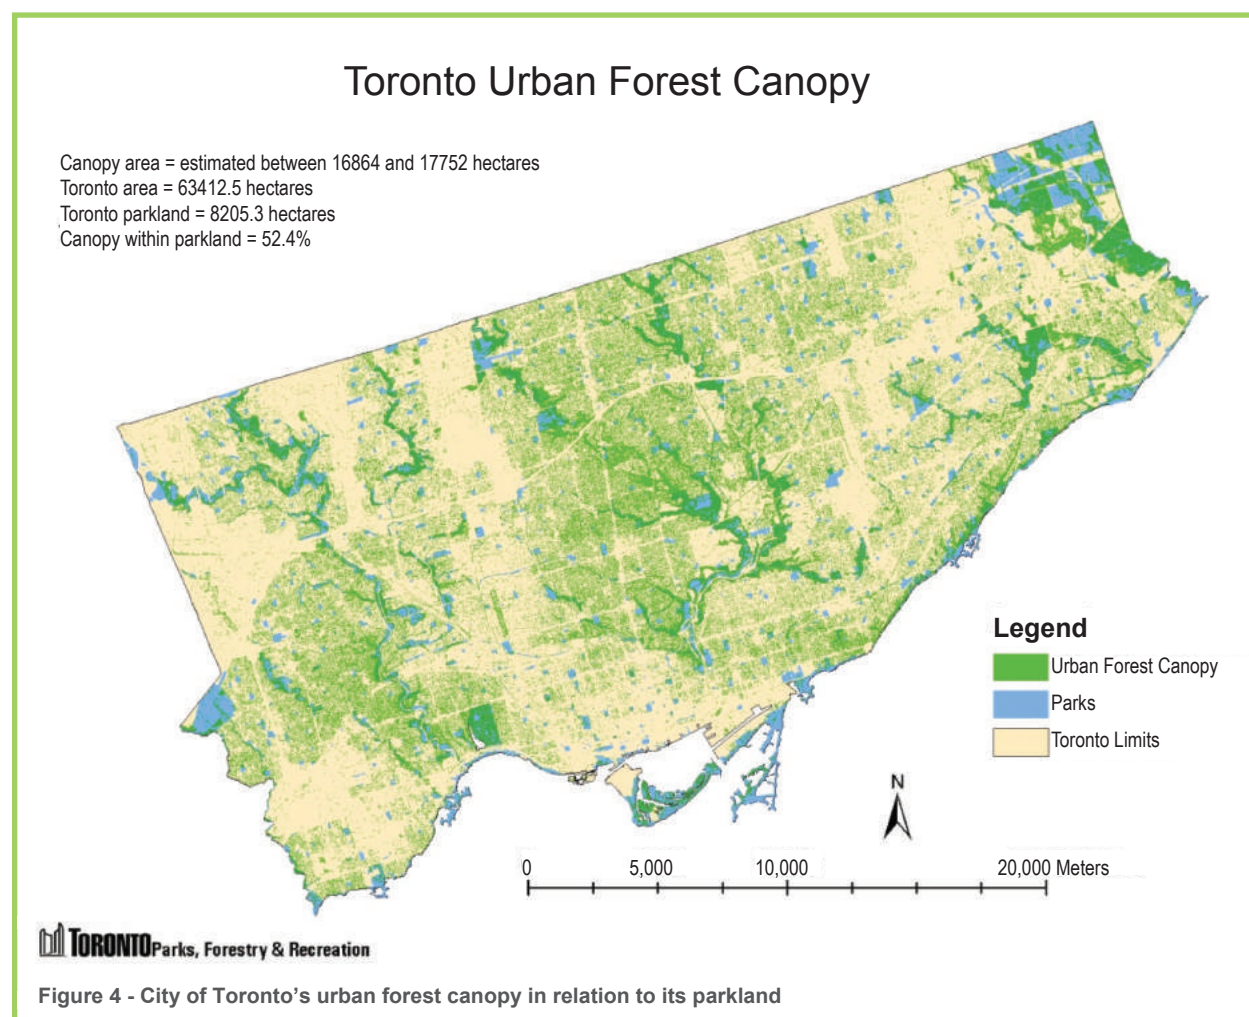 Toronto Urban Forest Canopy
Canopy area = estimated between 16864 and 17752 hectares
Toronto area = 63412.5 hectares
Toronto parkland = 8205.3 hectares
Canopy within parkland = 52.4%
Legend
Urban Forest Canopy
Parks
Toronto Limits
N
0 5,000 10,000 20,000 Meters
TORONTO Parks, Forestry & Recreation
Figure 4 - City of Toronto's urban forest canopy in relation to its parkland